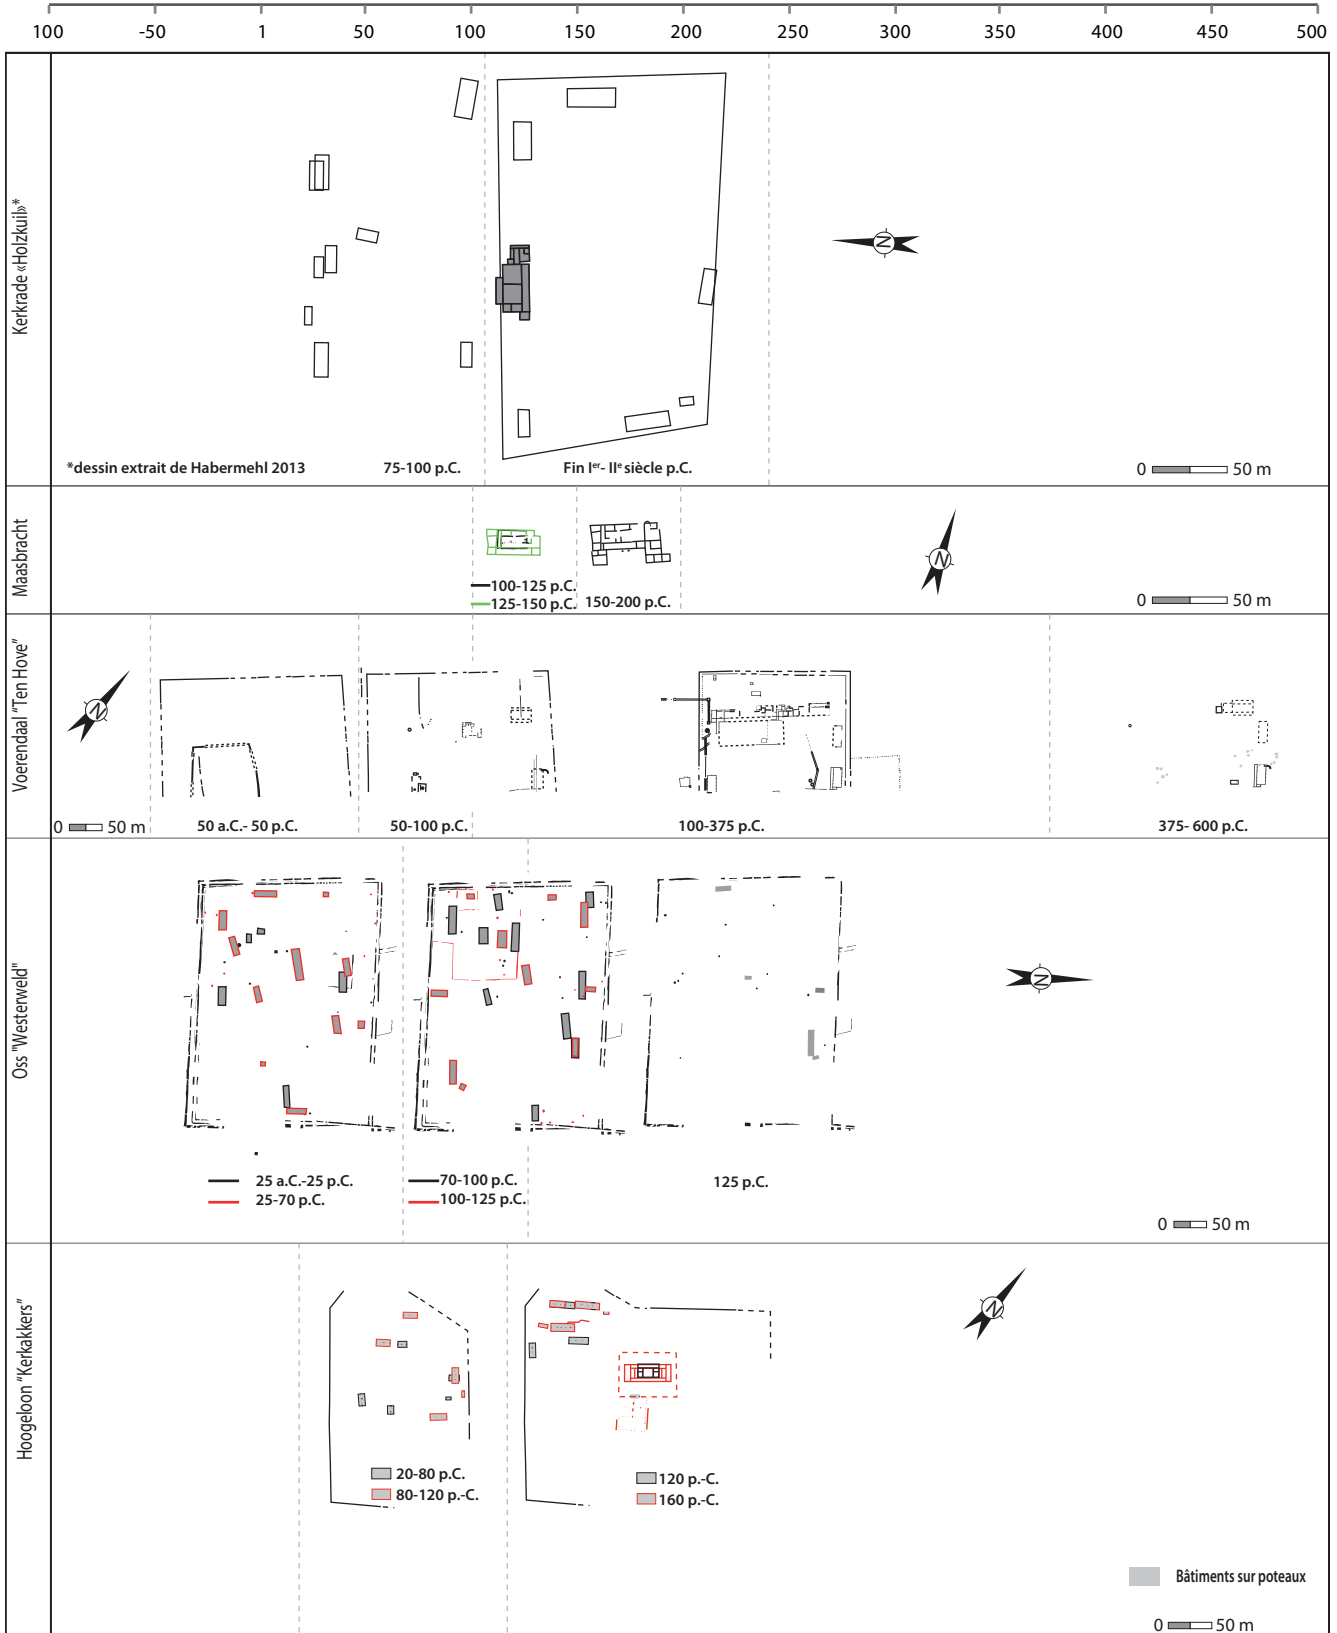 100 -50 1 50 100 150 200 250 300 350 400 450 500
Kerkrade «Holzkuil»*
N
*dessin extrait de Habermehl 2013
75-100 p.C.
Fin Ier- IIe siècle p.C.
0 50 m
Maasbracht
N
100-125 p.C.
125-150 p.C.
150-200 p.C.
0 50 m
Voerendaal "Ten Hove"
N
0 50 m
50 a.C.- 50 p.C.
50-100 p.C.
100-375 p.C.
375- 600 p.C.
Oss "Westerweld"
N
25 a.C.-25 p.C.
25-70 p.C.
70-100 p.C.
100-125 p.C.
125 p.C.
0 50 m
Hoogeloon "Kerkakkers"
N
20-80 p.C.
80-120 p.-C.
120 p.-C.
160 p.-C.
Bâtiments sur poteaux
0 50 m